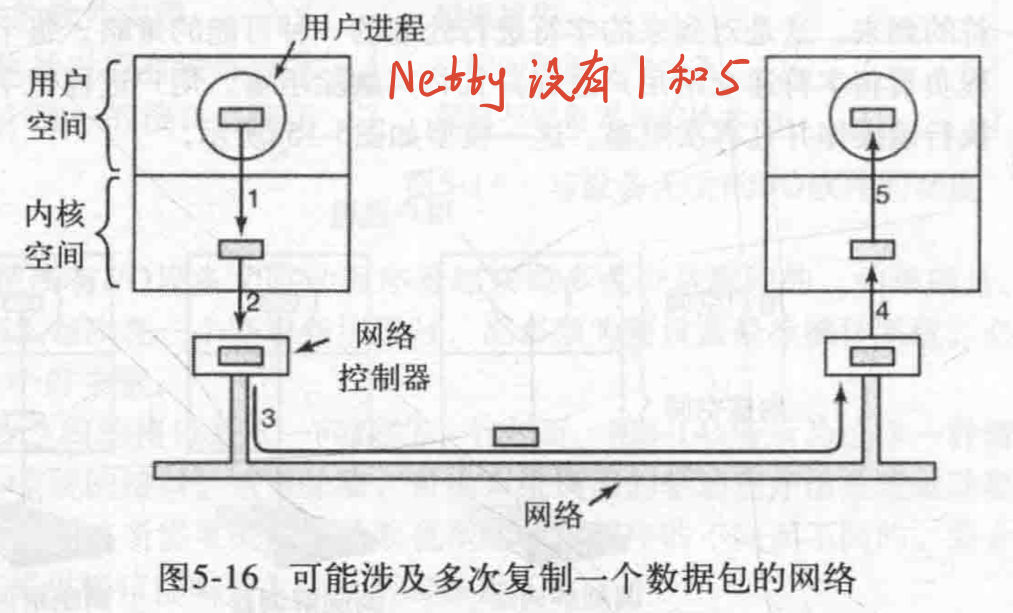 用户进程
Netty 没有 1 和 5
用户
空间
内核
空间
1
5
2
4
网络
控制器
3
网络
图5-16 可能涉及多次复制一个数据包的网络